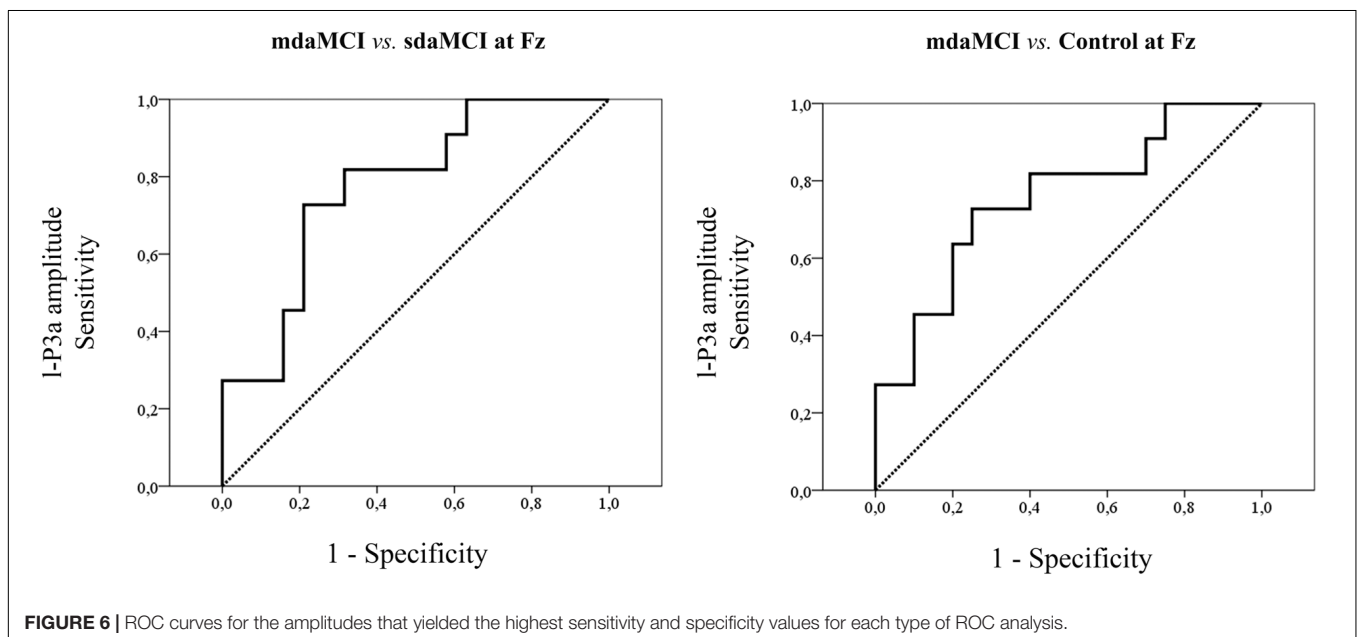 mdaMCI vs. sdaMCI at Fz
l-P3a amplitude
Sensitivity
1,0
0,8
0,6
0,4
0,2
0,0
0,0 0,2 0,4 0,6 0,8 1,0
1 - Specificity
mdaMCI vs. Control at Fz
l-P3a amplitude
Sensitivity
1,0
0,8
0,6
0,4
0,2
0,0
0,0 0,2 0,4 0,6 0,8 1,0
1 - Specificity
FIGURE 6 | ROC curves for the amplitudes that yielded the highest sensitivity and specificity values for each type of ROC analysis.